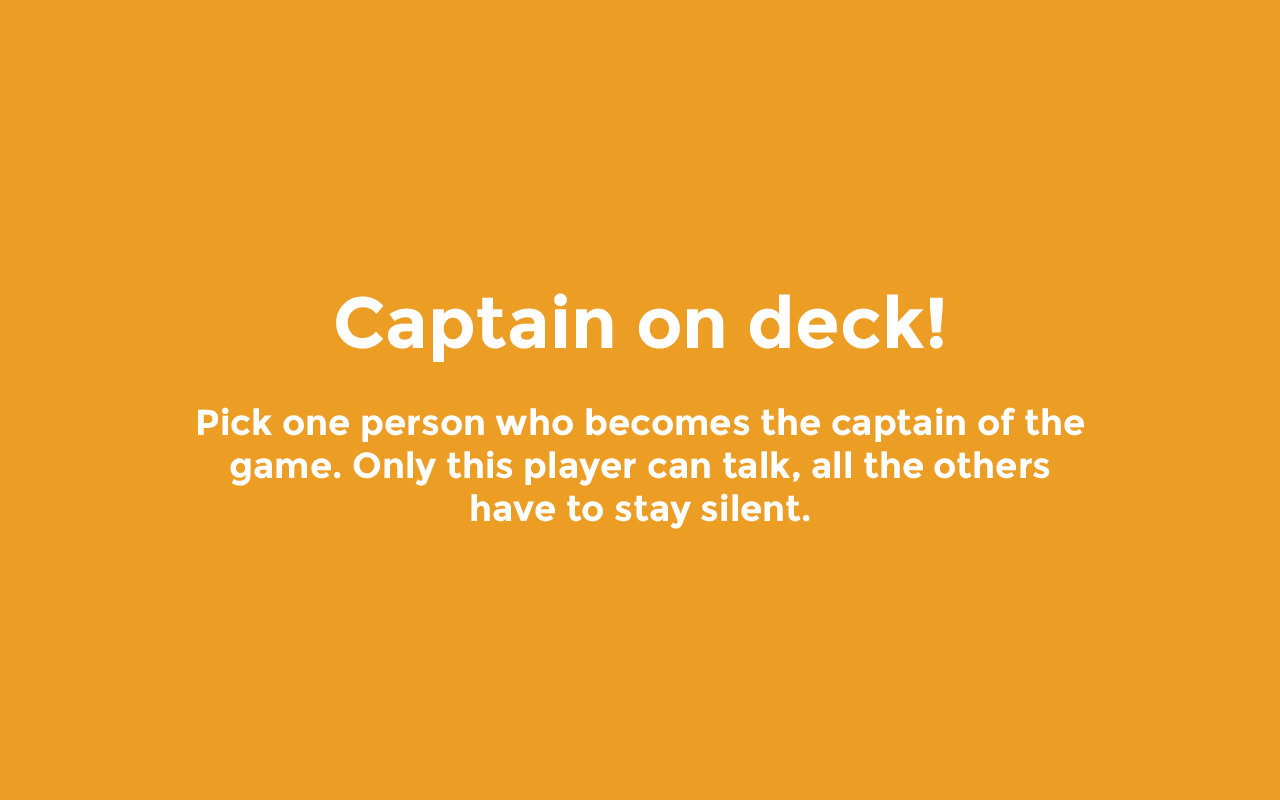 Captain on deck!
Pick one person who becomes the captain of the
game. Only this player can talk, all the others
have to stay silent.